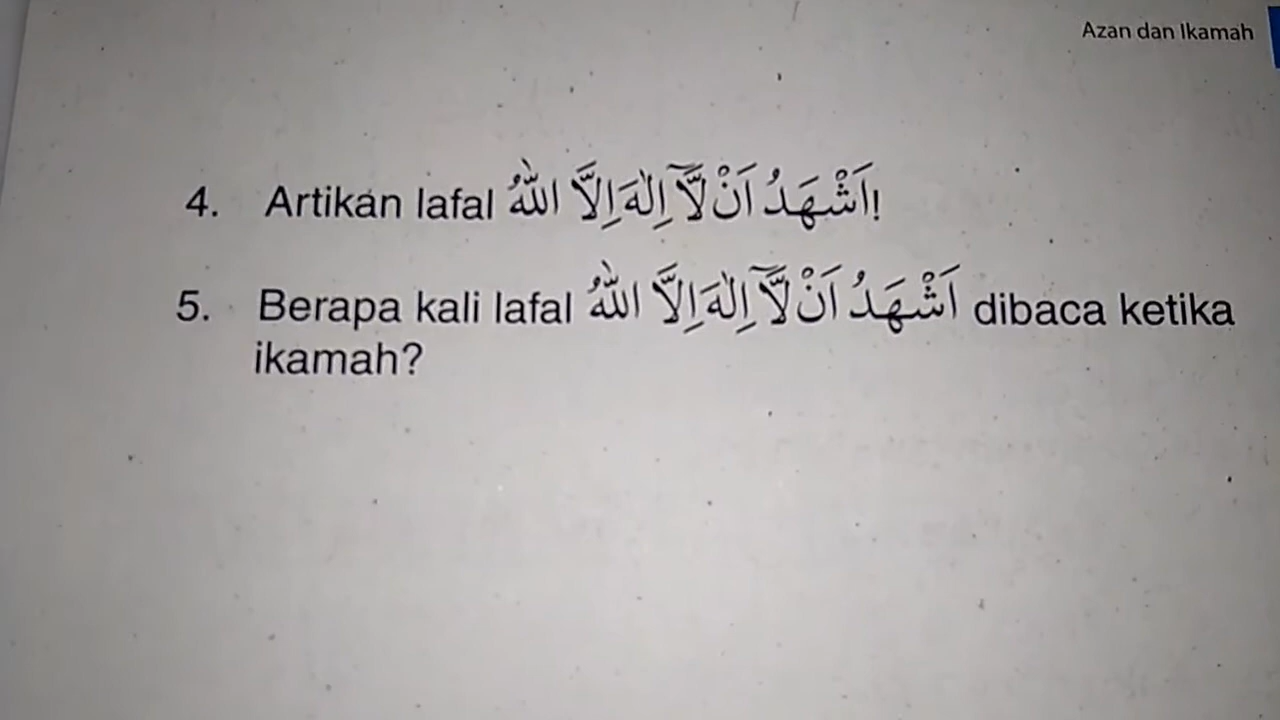 Azan dan Ikamah
4. Artikan lafal اَشْهَدُ اَنْ لَّآ اِلٰهَ اِلَّا اللّٰهُ!
5. Berapa kali lafal اَشْهَدُ اَنْ لَّآ اِلٰهَ اِلَّا اللّٰهُ dibaca ketika
ikamah?